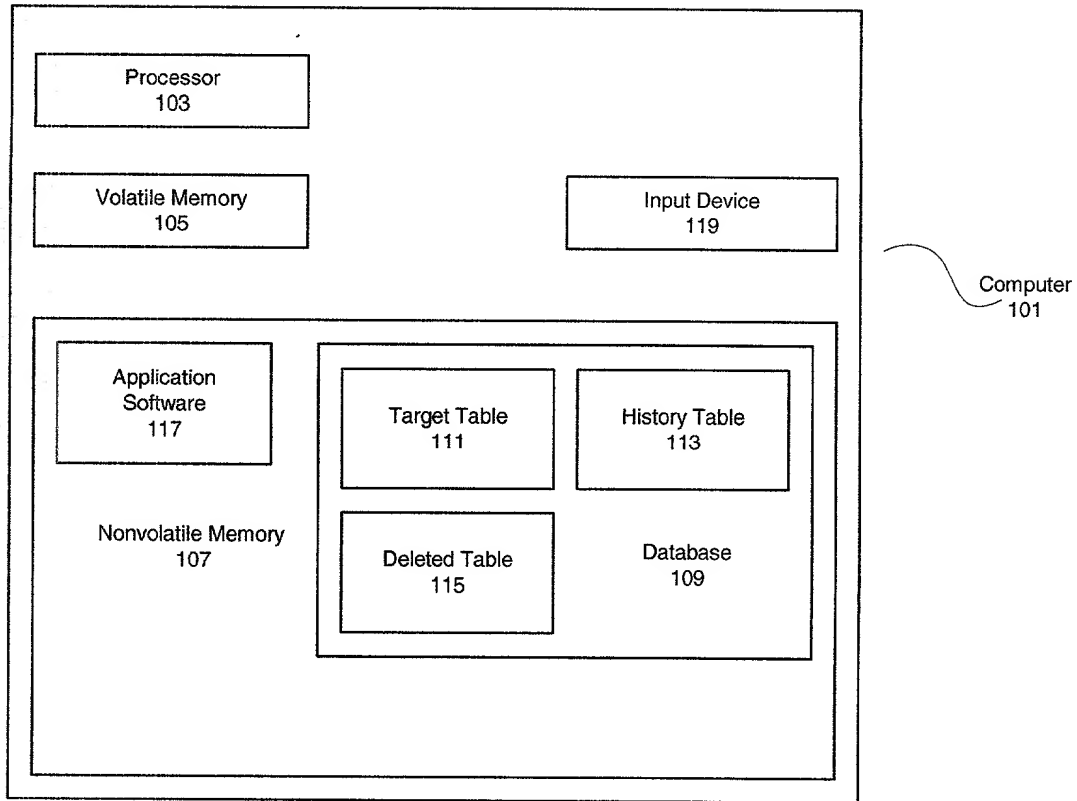 Processor
103
Volatile Memory
105
Input Device
119
Computer
101
Application
Software
117
Target Table
111
History Table
113
Nonvolatile Memory
107
Deleted Table
115
Database
109